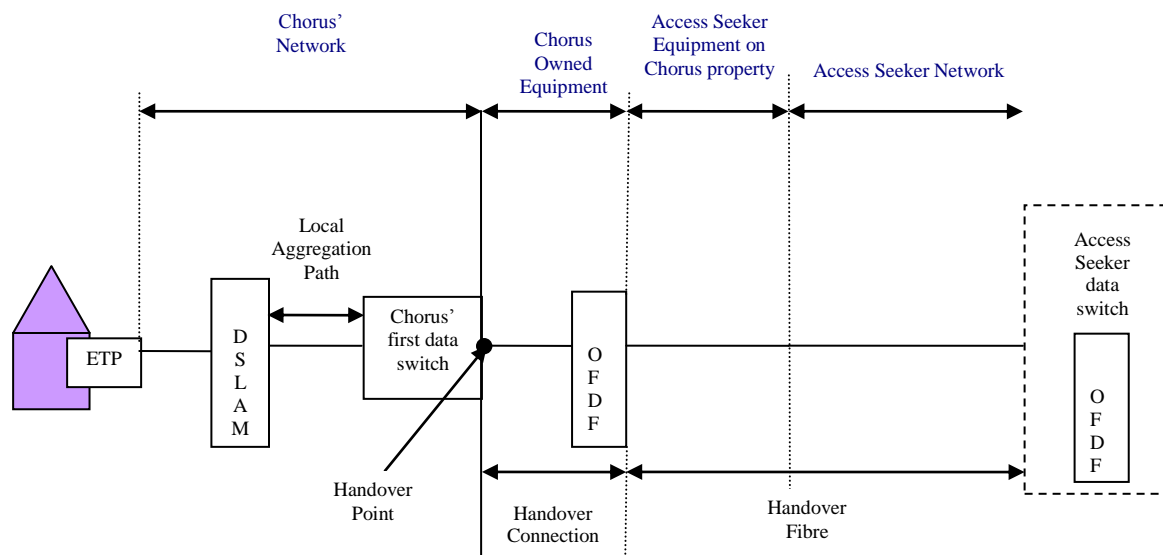 Chorus'
Network
Chorus
Owned
Equipment
Access Seeker
Equipment on
Chorus property
Access Seeker Network
Local
Aggregation
Path
ETP
D
S
L
A
M
Chorus'
first data
switch
O
F
D
F
Access
Seeker
data
switch
O
F
D
F
Handover
Point
Handover
Connection
Handover
Fibre